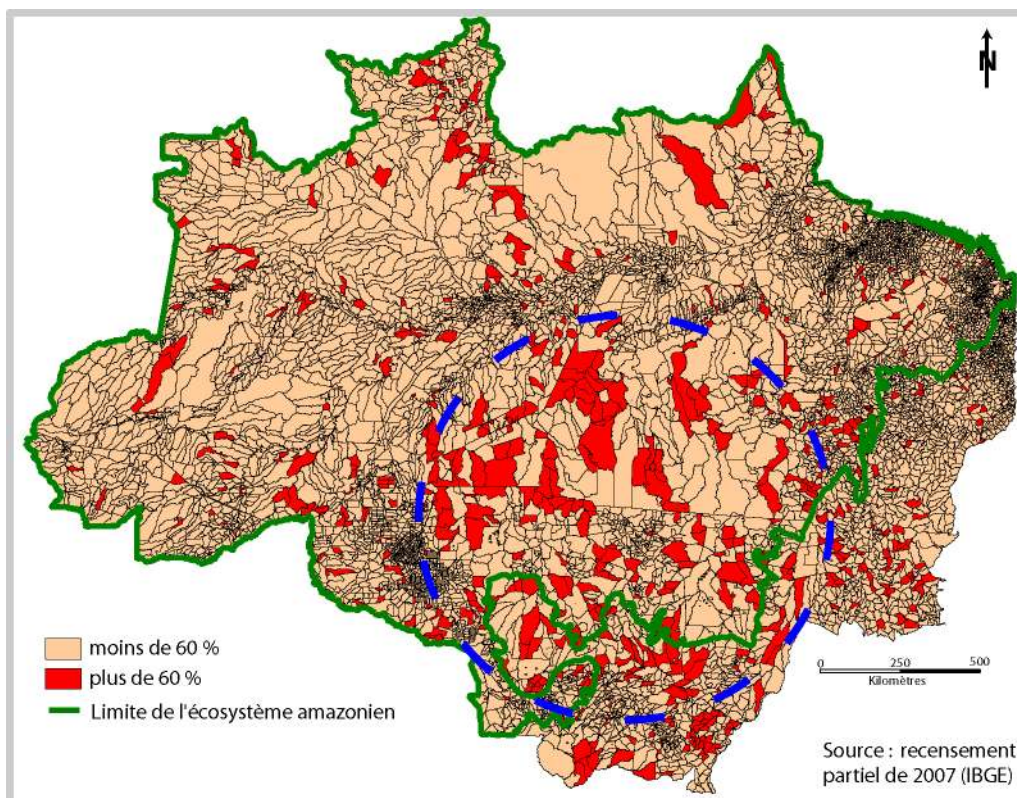 N
moins de 60 %
plus de 60 %
Limite de l'écosystème amazonien
0 250 500
Kilomètres
Source : recensement
partiel de 2007 (IBGE)